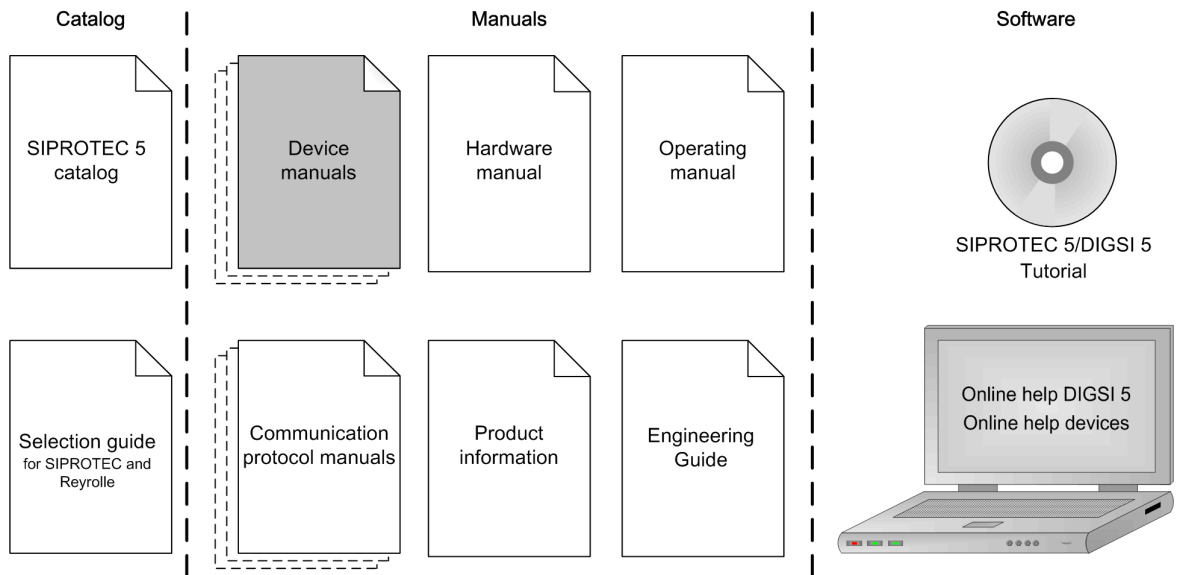 Catalog
Manuals
Software
SIPROTEC 5
catalog
Device
manuals
Hardware
manual
Operating
manual
SIPROTEC 5/DIGSI 5
Tutorial
Selection guide
for SIPROTEC and
Reyrolle
Communication
protocol manuals
Product
information
Engineering
Guide
Online help DIGSI 5
Online help devices